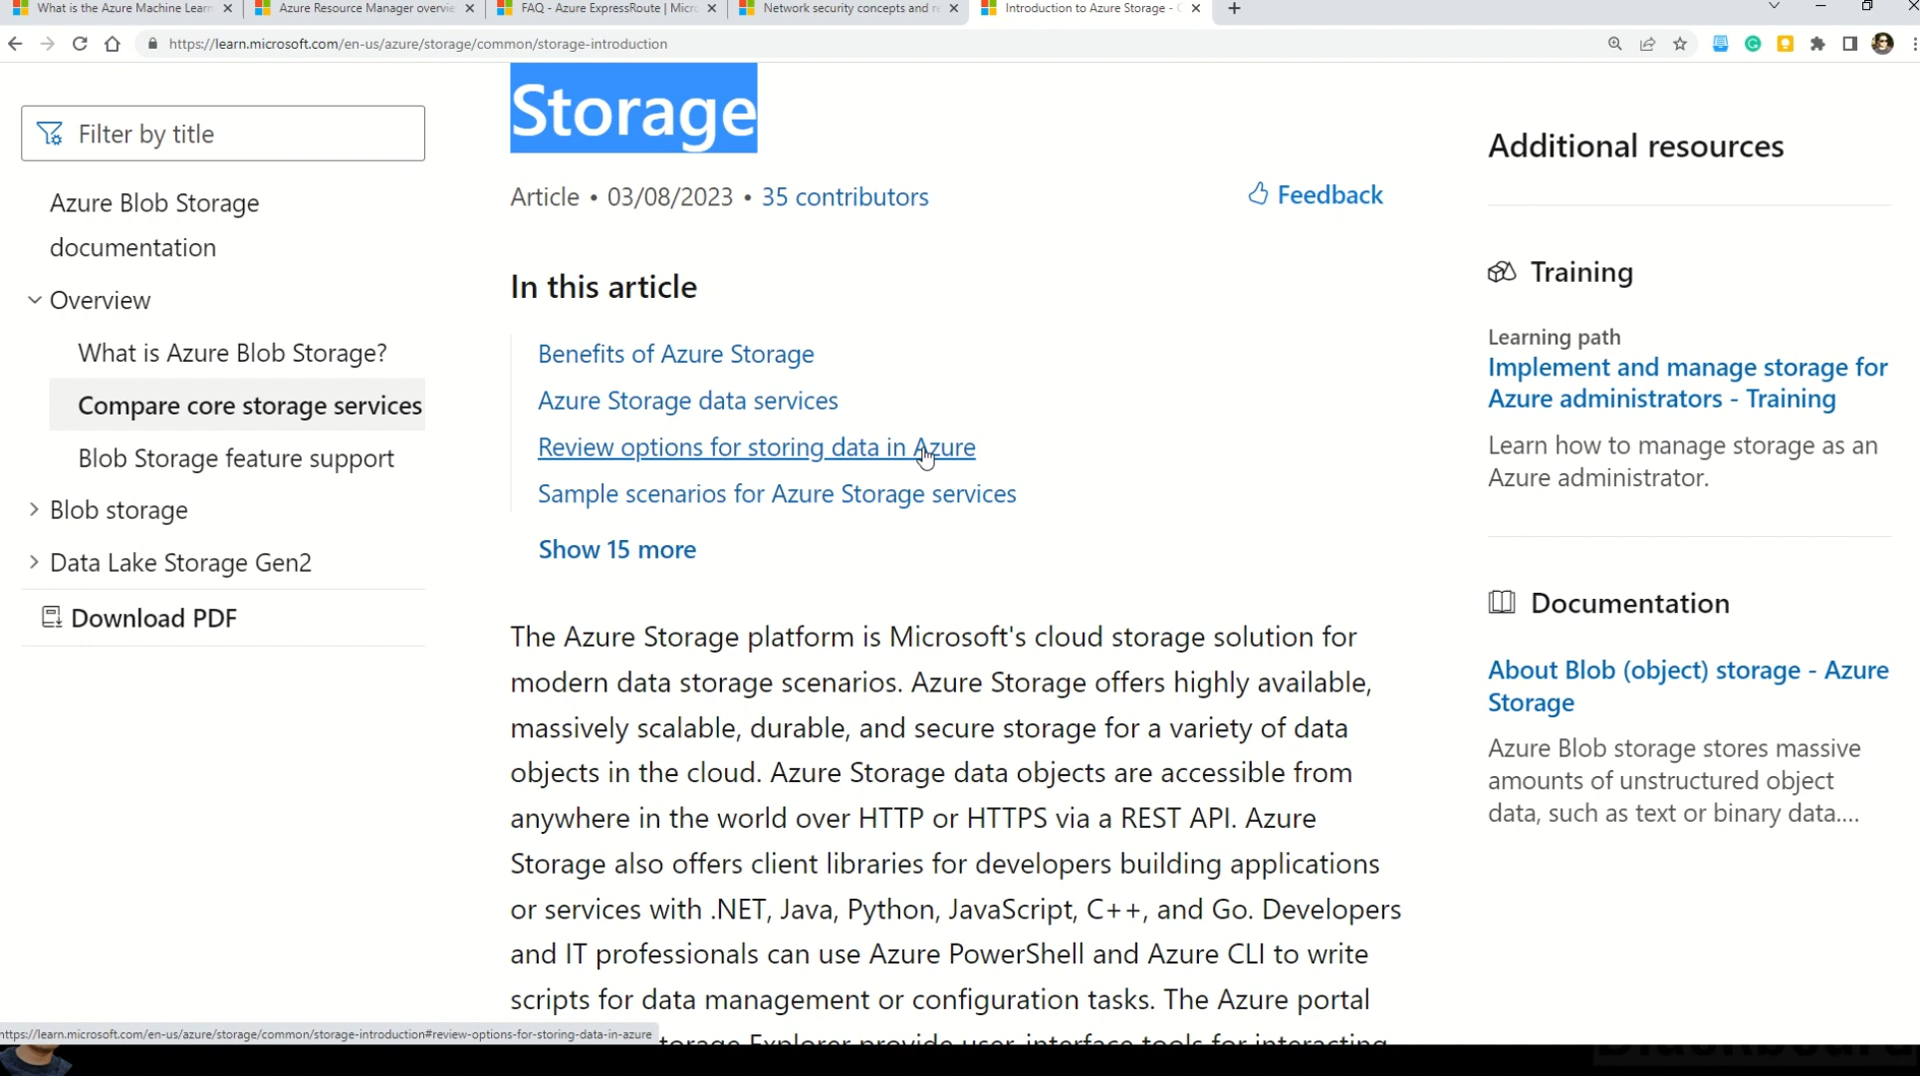 What is the Azure Machine Learn
Azure Resource Manager overvie
FAQ - Azure ExpressRoute | Micro
Network security concepts and re
Introduction to Azure Storage - C
https://learn.microsoft.com/en-us/azure/storage/common/storage-introduction
Filter by title
Azure Blob Storage
documentation
Overview
What is Azure Blob Storage?
Compare core storage services
Blob Storage feature support
Blob storage
Data Lake Storage Gen2
Download PDF
Storage
Article • 03/08/2023 • 35 contributors
Feedback
In this article
Benefits of Azure Storage
Azure Storage data services
Review options for storing data in Azure
Sample scenarios for Azure Storage services
Show 15 more
The Azure Storage platform is Microsoft's cloud storage solution for
modern data storage scenarios. Azure Storage offers highly available,
massively scalable, durable, and secure storage for a variety of data
objects in the cloud. Azure Storage data objects are accessible from
anywhere in the world over HTTP or HTTPS via a REST API. Azure
Storage also offers client libraries for developers building applications
or services with .NET, Java, Python, JavaScript, C++, and Go. Developers
and IT professionals can use Azure PowerShell and Azure CLI to write
scripts for data management or configuration tasks. The Azure portal
torage Explorer provide user-interface tools for interacting
Additional resources
Training
Learning path
Implement and manage storage for
Azure administrators - Training
Learn how to manage storage as an
Azure administrator.
Documentation
About Blob (object) storage - Azure
Storage
Azure Blob storage stores massive
amounts of unstructured object
data, such as text or binary data....
https://learn.microsoft.com/en-us/azure/storage/common/storage-introduction#review-options-for-storing-data-in-azure